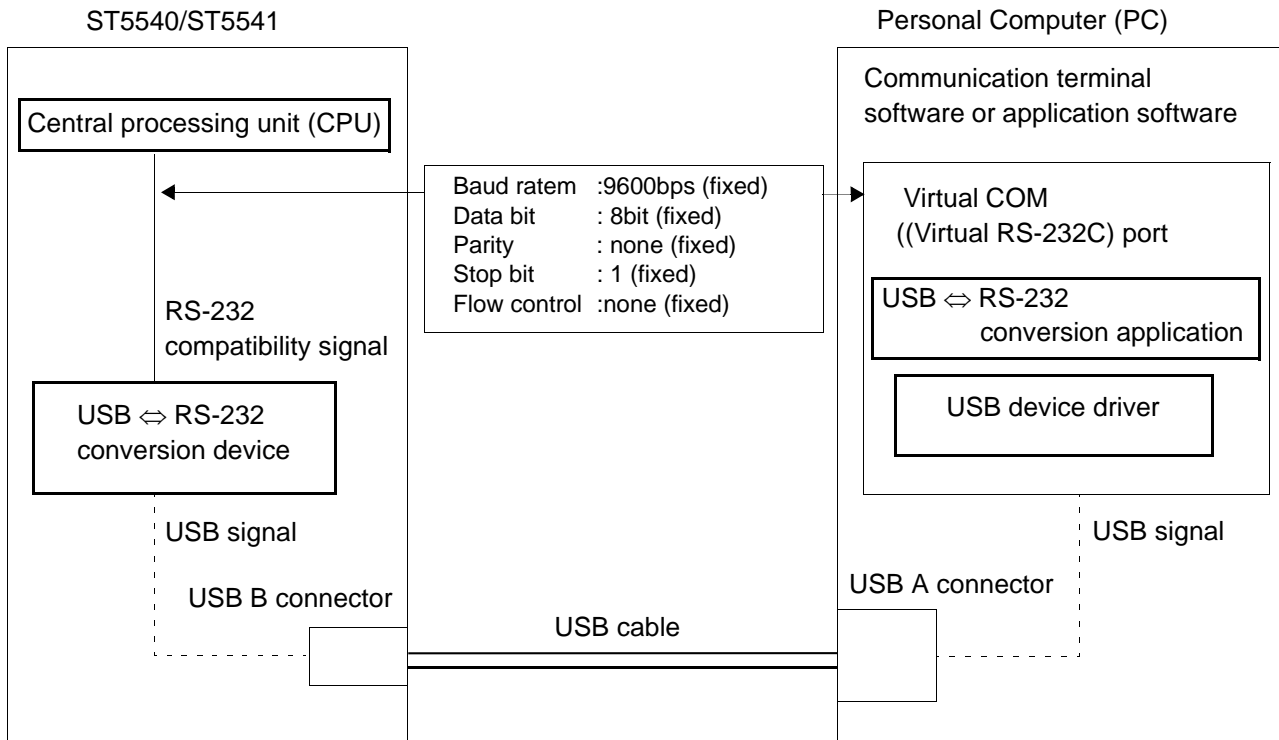 ST5540/ST5541
Personal Computer (PC)
Central processing unit (CPU)
Communication terminal
software or application software
Baud ratem :9600bps (fixed)
Data bit : 8bit (fixed)
Parity : none (fixed)
Stop bit : 1 (fixed)
Flow control :none (fixed)
Virtual COM
((Virtual RS-232C) port
RS-232
compatibility signal
USB ⇔ RS-232
conversion application
USB ⇔ RS-232
conversion device
USB device driver
USB signal
USB signal
USB B connector
USB A connector
USB cable